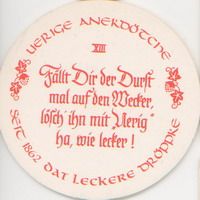 UERIGE ANEKDÖTCHE
XIII
Fällt Dir der Durst
mal auf den Wecker,
lösch' ihn mit „Uerig"
ha, wie lecker!
SEIT 1862 DAT LECKERE DRÖPPKE